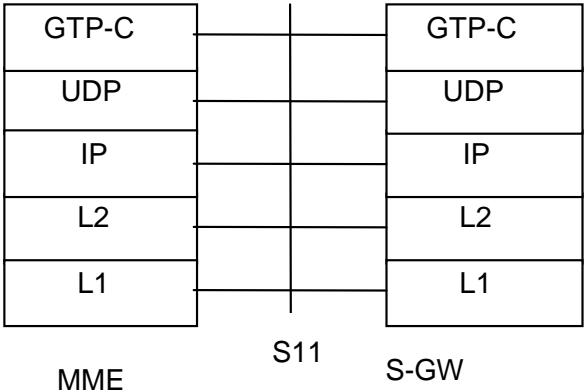 GTP-C GTP-C
UDP UDP
IP IP
L2 L2
L1 L1
S11
MME S-GW